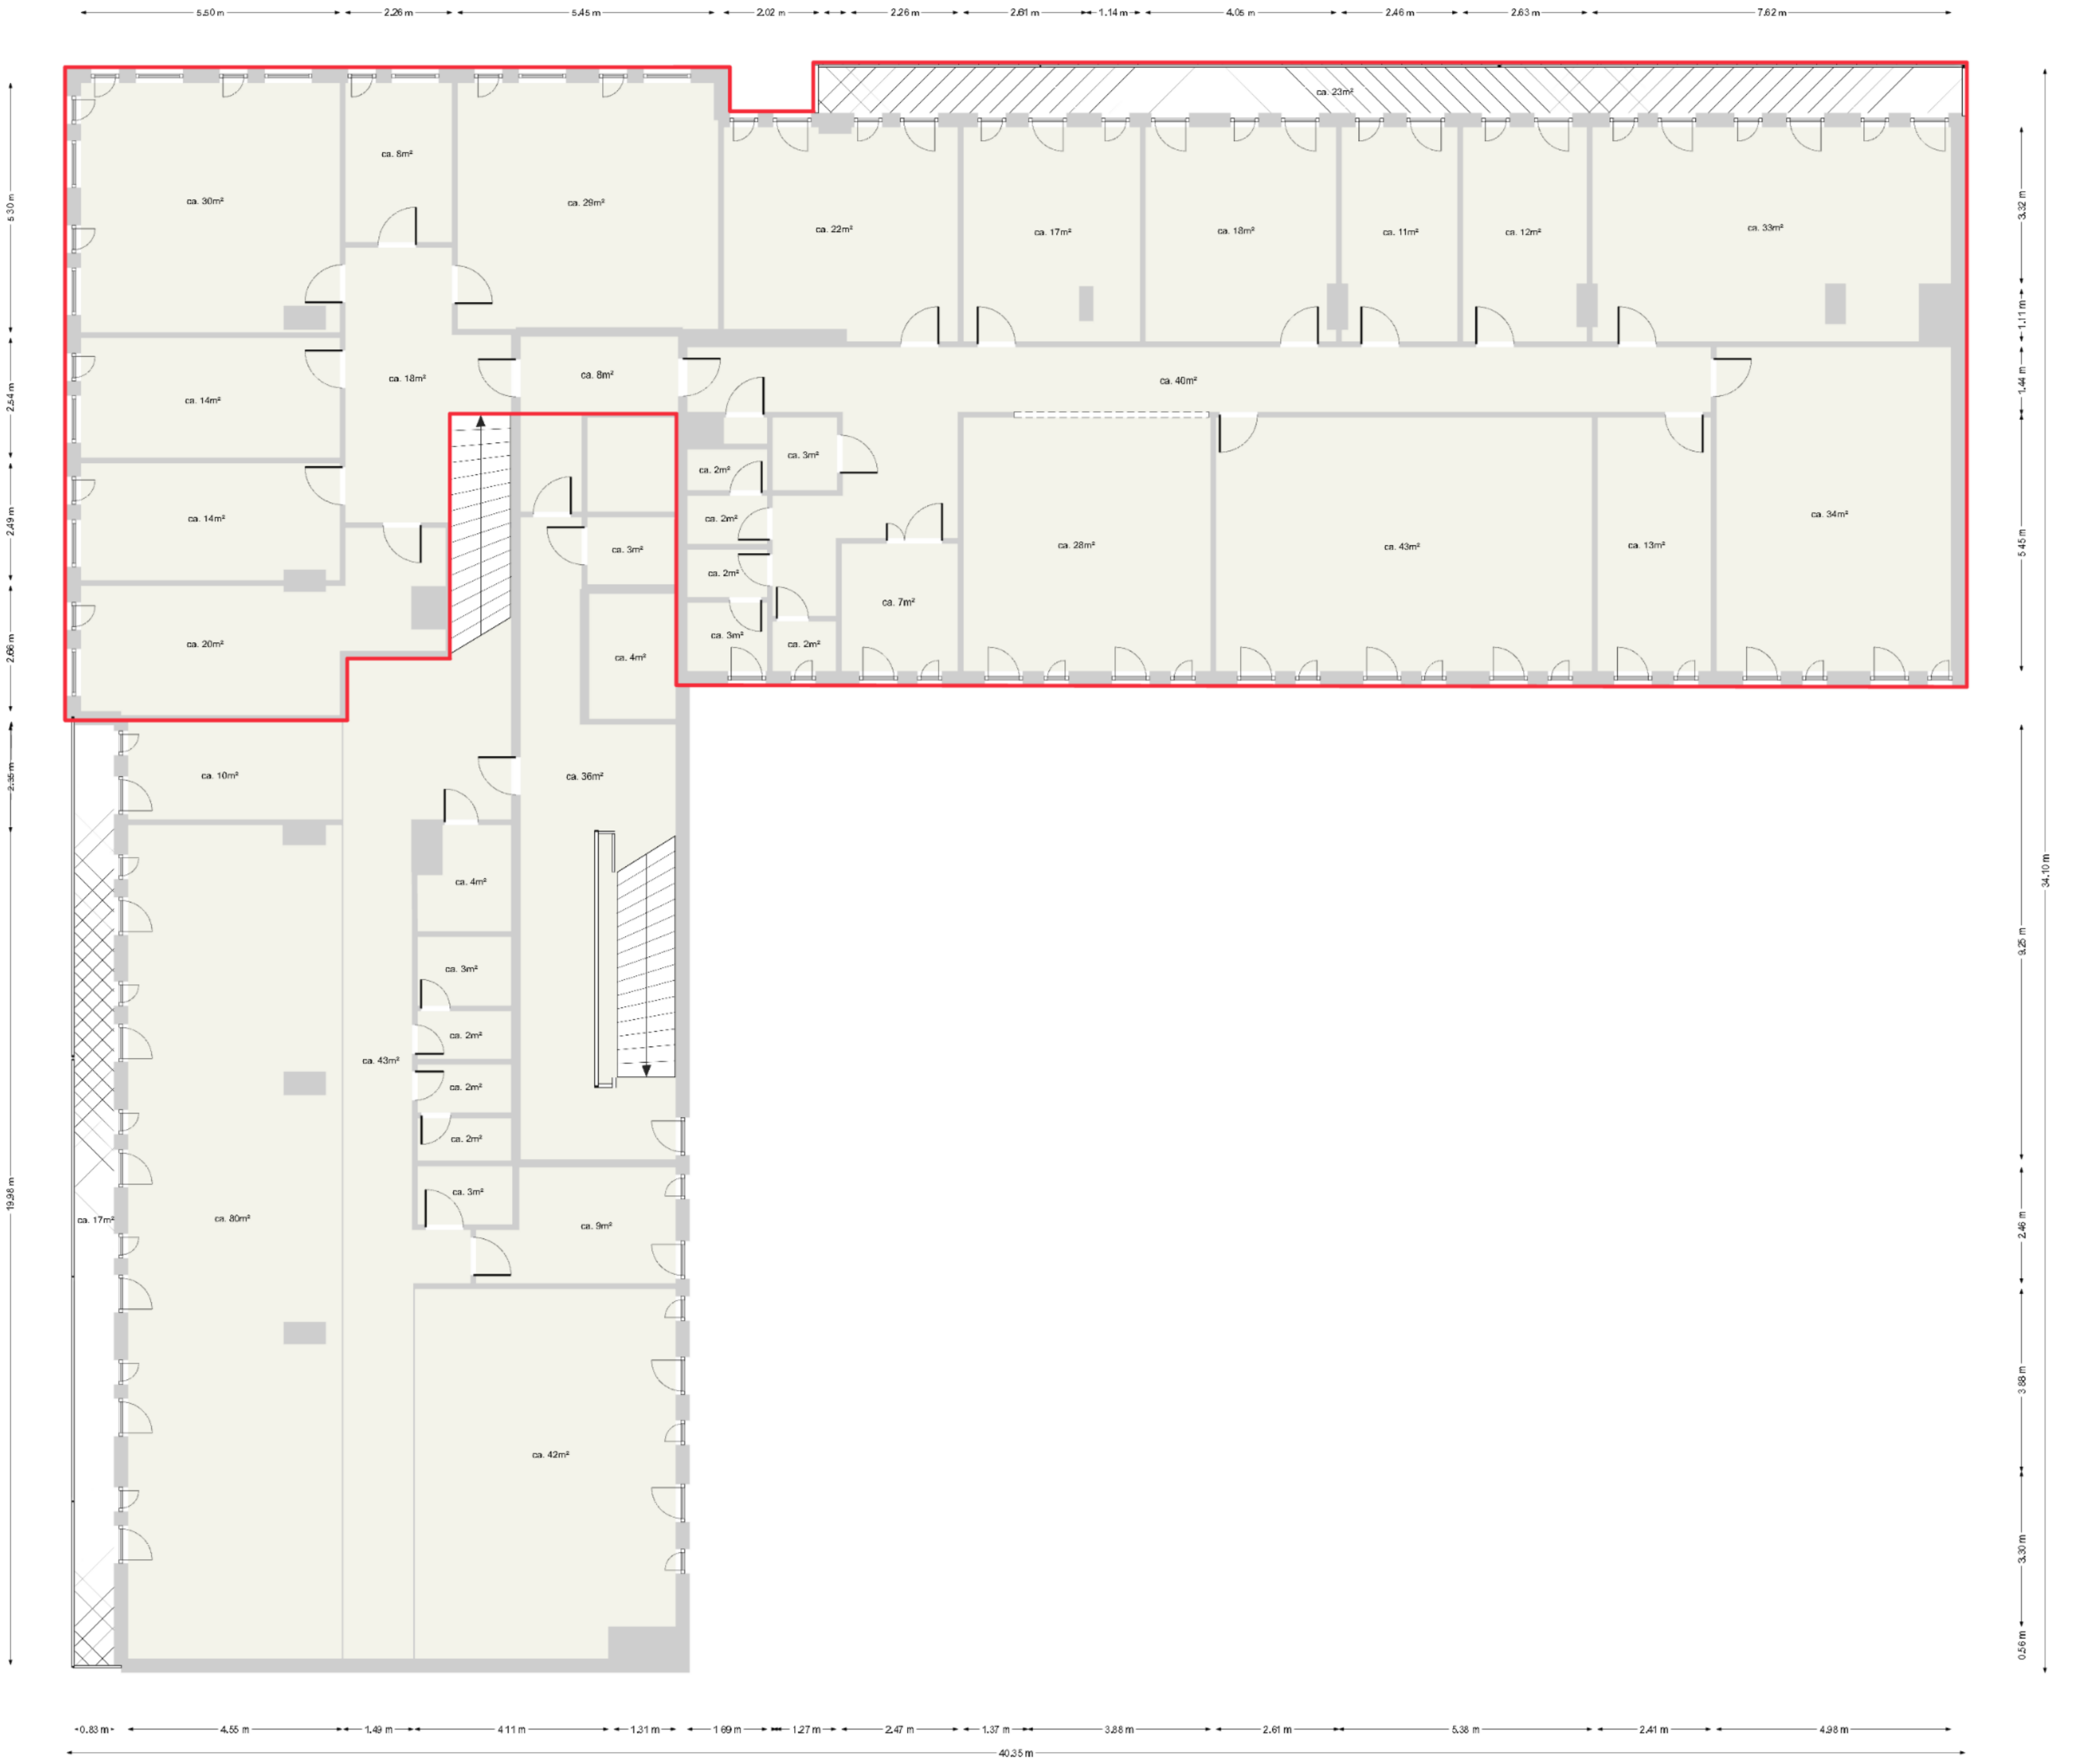 5.50 m
2.26 m
5.45 m
2.02 m
2.26 m
2.61 m
1.14 m
4.05 m
2.46 m
2.63 m
7.62 m
ca. 23m²
ca. 8m²
ca. 30m²
ca. 29m²
ca. 22m²
ca. 17m²
ca. 18m²
ca. 11m²
ca. 12m²
ca. 33m²
5.30 m
3.32 m
1.11 m
ca. 14m²
ca. 18m²
ca. 8m²
ca. 40m²
2.54 m
1.44 m
ca. 3m²
ca. 2m²
ca. 14m²
ca. 2m²
ca. 34m²
2.49 m
ca. 3m²
ca. 28m²
ca. 43m²
ca. 13m²
5.45 m
ca. 2m²
ca. 7m²
ca. 20m²
ca. 4m²
ca. 3m²
ca. 2m²
2.66 m
ca. 10m²
ca. 36m²
2.35 m
ca. 4m²
34.10 m
9.25 m
ca. 3m²
ca. 2m²
ca. 43m²
ca. 2m²
ca. 2m²
ca. 3m²
19.98 m
ca. 17m²
ca. 80m²
ca. 9m²
2.46 m
3.88 m
ca. 42m²
3.30 m
0.56 m
0.83 m
4.55 m
1.49 m
4.11 m
1.31 m
1.69 m
1.27 m
2.47 m
1.37 m
3.88 m
2.61 m
5.38 m
2.41 m
4.98 m
40.35 m